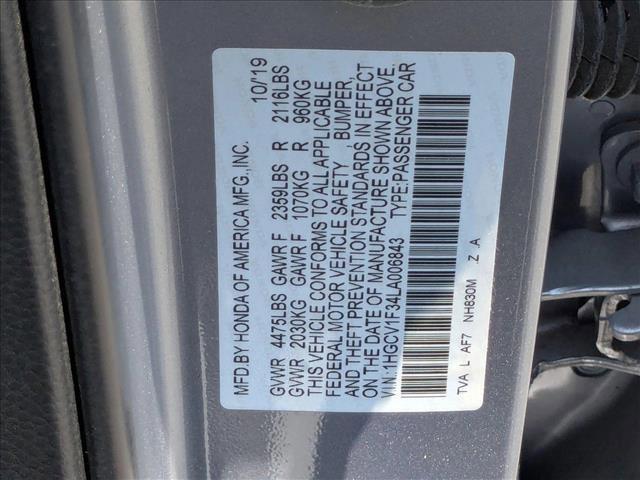 MFD.BY HONDA OF AMERICA MFG.,INC. 10/'19
GVWR 4475LBS GAWR F 2359LBS R 2116LBS
GVWR 2030KG GAWR F 1070KG R 960KG
THIS VEHICLE CONFORMS TO ALL APPLICABLE
FEDERAL MOTOR VEHICLE SAFETY BUMPER,
AND THEFT PREVENTION STANDARDS IN EFFECT
ON THE DATE OF MANUFACTURE SHOWN ABOVE.
V.I.N.:1HGCV1F34LA006843 TYPE:PASSENGER CAR
TVA L AF7 NH830M Z A